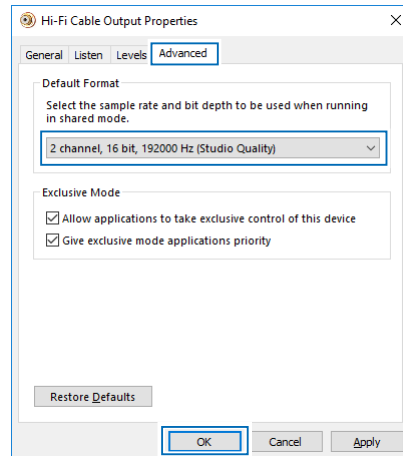 Hi-Fi Cable Output Properties
General Listen Levels Advanced
Default Format
Select the sample rate and bit depth to be used when running
in shared mode.
2 channel, 16 bit, 192000 Hz (Studio Quality)
Exclusive Mode
Allow applications to take exclusive control of this device
Give exclusive mode applications priority
Restore Defaults
OK Cancel Apply